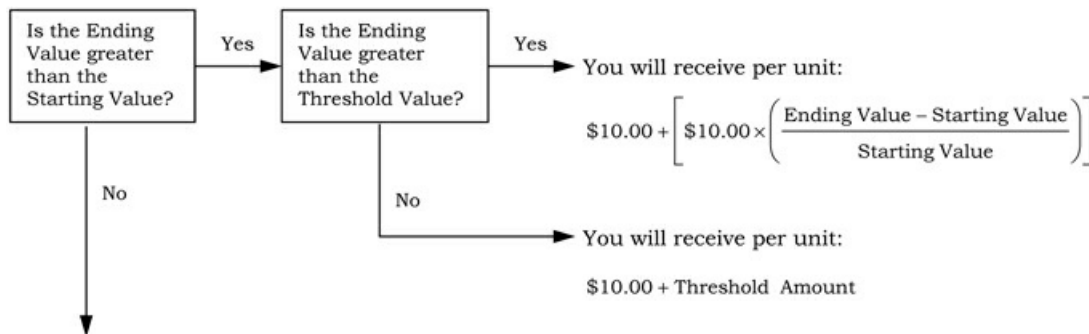 Is the Ending
Value greater
than the
Starting Value?
Yes
Is the Ending
Value greater
than the
Threshold Value?
Yes
You will receive per unit:
$10.00 + [ $10.00 × ( Ending Value – Starting Value / Starting Value ) ]
No
No
You will receive per unit:
$10.00 + Threshold Amount